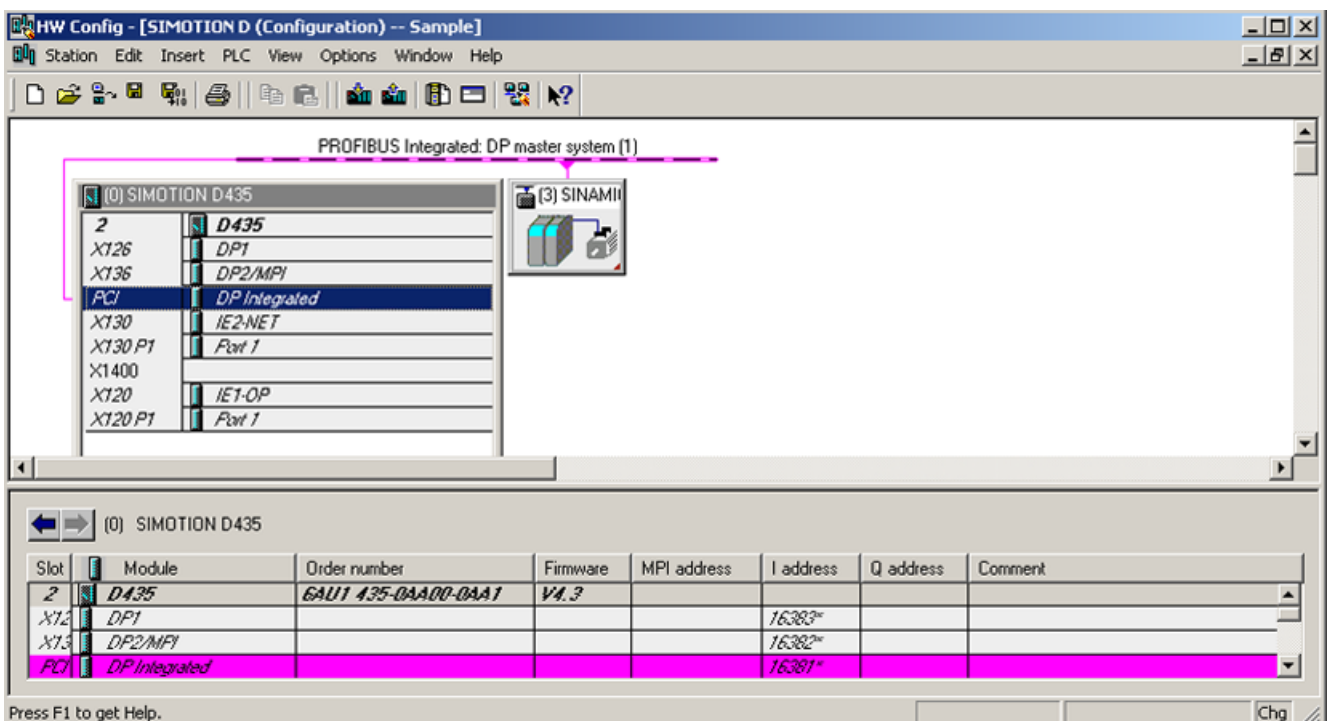 HW Config - [SIMOTION D (Configuration) -- Sample]
Station Edit Insert PLC View Options Window Help
PROFIBUS Integrated: DP master system (1)
(0) SIMOTION D435
(3) SINAMI
2 D435
X126 DP1
X136 DP2/MPI
PCI DP Integrated
X130 IE2-NET
X130 P1 Port 1
X1400
X120 IE1-OP
X120 P1 Port 1
(0) SIMOTION D435
Slot Module Order number Firmware MPI address I address Q address Comment
2 D435 6AU1 435-0AA00-0AA1 V4.3
X12 DP1 16383*
X13 DP2/MPI 16382*
PCI DP Integrated 16381*
Press F1 to get Help. Chg